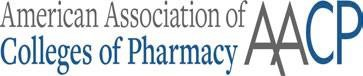 American Association of
Colleges of Pharmacy
AACP